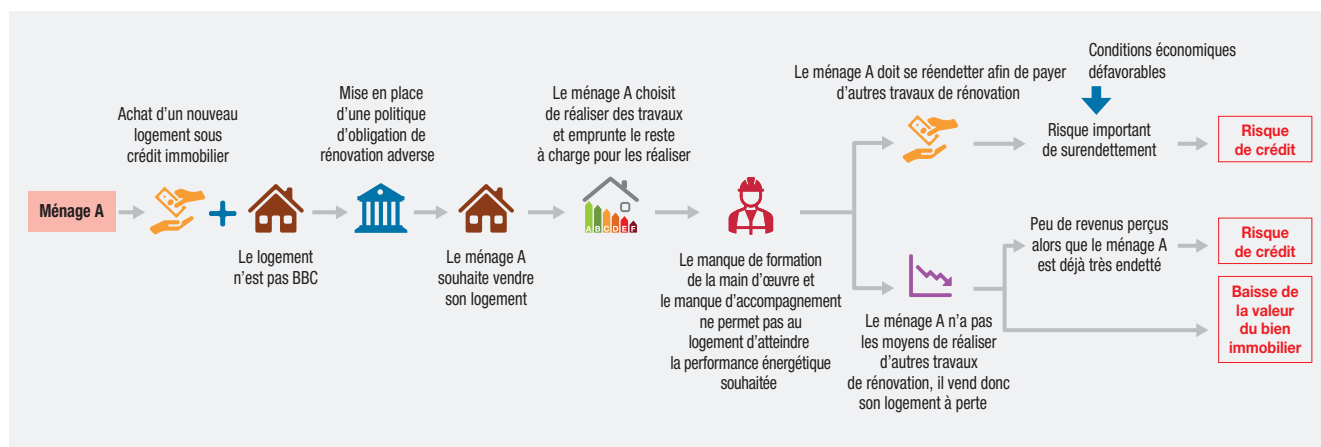 Ménage A
Achat d'un nouveau
logement sous
crédit immobilier
Le logement
n'est pas BBC
Mise en place
d'une politique
d'obligation de
rénovation adverse
Le ménage A
souhaite vendre
son logement
Le ménage A choisit
de réaliser des travaux
et emprunte le reste
à charge pour les réaliser
A B C D E F
Le manque de formation
de la main d'œuvre et
le manque d'accompagnement
ne permet pas au
logement d'atteindre
la performance énergétique
souhaitée
Le ménage A doit se réendetter afin de payer
d'autres travaux de rénovation
Conditions économiques
défavorables
Risque important
de surendettement
Risque
de crédit
Le ménage A n'a pas
les moyens de réaliser
d'autres travaux
de rénovation, il vend donc
son logement à perte
Peu de revenus perçus
alors que le ménage A
est déjà très endetté
Risque
de crédit
Baisse de
la valeur
du bien
immobilier